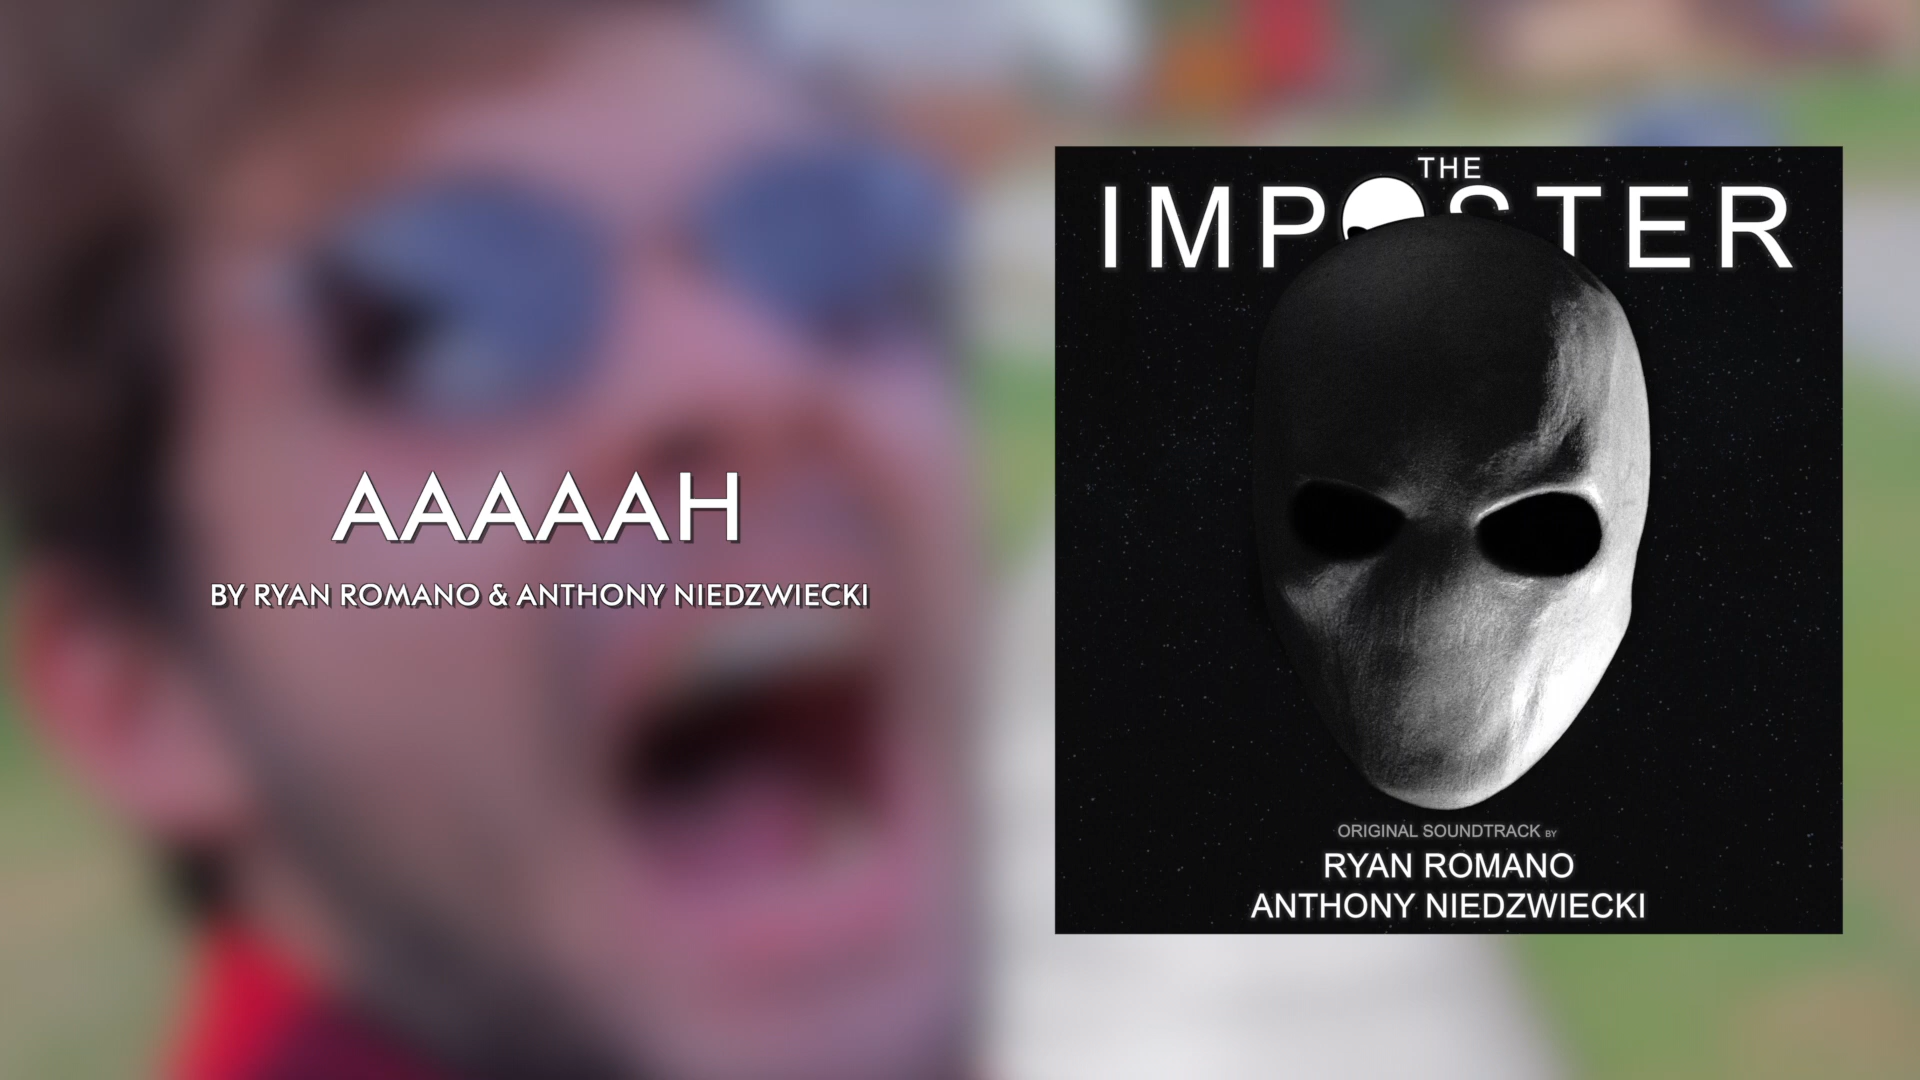 AAAAAH
BY RYAN ROMANO & ANTHONY NIEDZWIECKI
THE
IMPOSTER
ORIGINAL SOUNDTRACK BY
RYAN ROMANO
ANTHONY NIEDZWIECKI